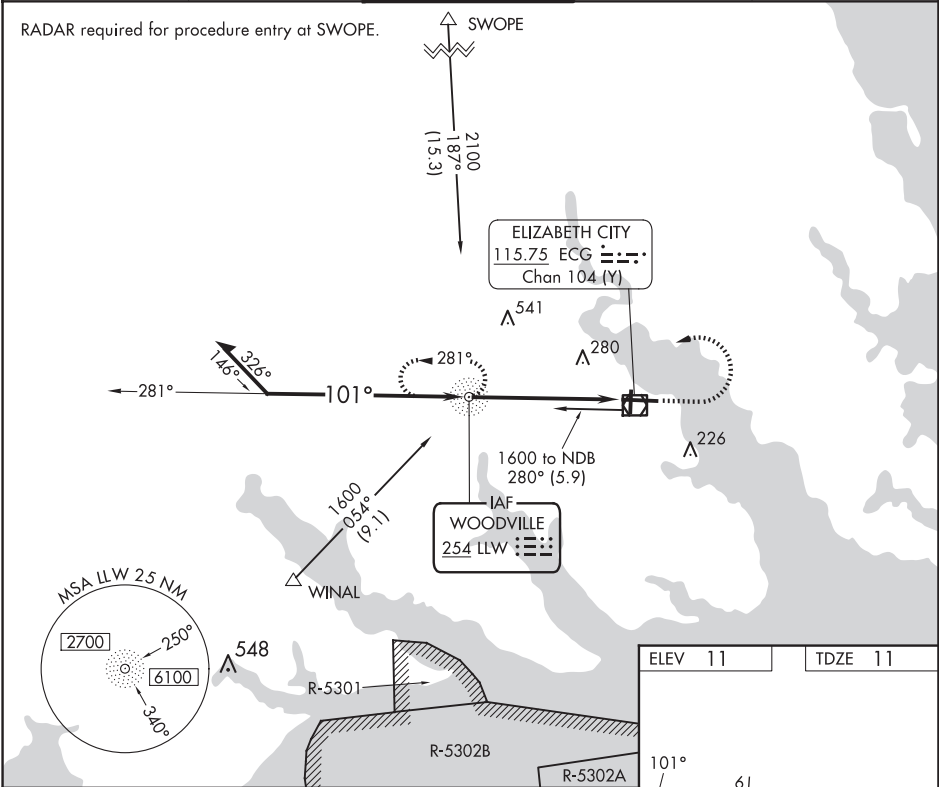 RADAR required for procedure entry at SWOPE.
SWOPE
2100
187°
(15.3)
ELIZABETH CITY
115.75 ECG
Chan 104 (Y)
541
280
326°
146°
281°
281°
101°
226
1600 to NDB
280° (5.9)
IAF
WOODVILLE
254 LLW
1600
054°
(9.1)
WINAL
MSA LLW 25 NM
2700
250°
6100
340°
548
R-5301
R-5302B
R-5302A
ELEV 11
TDZE 11
101°